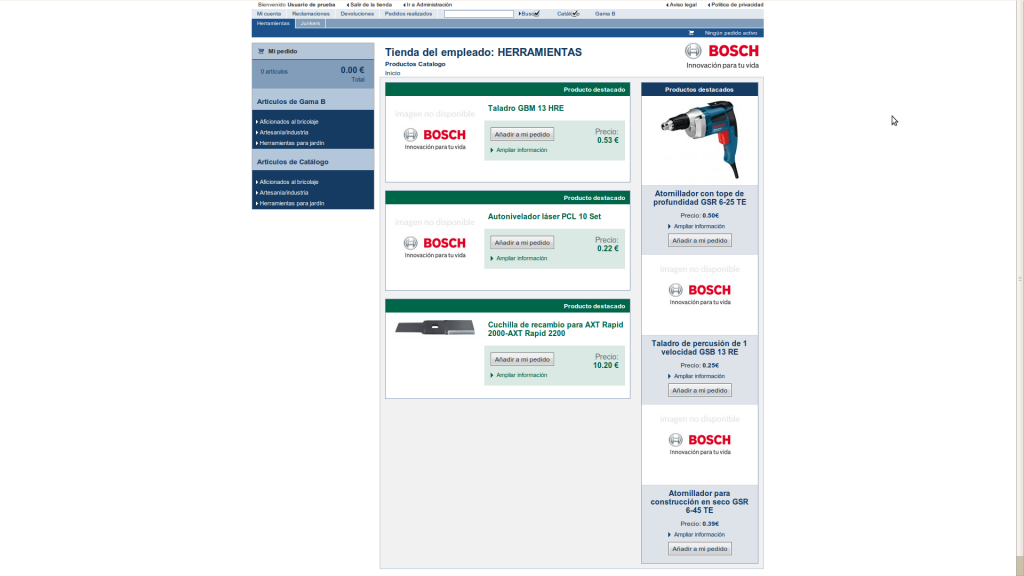 Bienvenido Usuario de prueba Salir de la tienda Ir a Administración Aviso legal Política de privacidad
Mi cuenta Reclamaciones Devoluciones Pedidos realizados Gama B
Herramientas Junkers
Ningún pedido activo
Mi pedido
0 artículos 0.00 €
Total
Artículos de Gama B
Aficionados al bricolaje
Artesanía/industria
Herramientas para jardín
Artículos de Catálogo
Aficionados al bricolaje
Artesanía/industria
Herramientas para jardín
Tienda del empleado: HERRAMIENTAS
Productos Catalogo
Inicio
BOSCH
Innovación para tu vida
Producto destacado
Imagen no disponible
BOSCH
Innovación para tu vida
Taladro GBM 13 HRE
Añadir a mi pedido
Ampliar información
Precio:
0.53 €
Producto destacado
Imagen no disponible
BOSCH
Innovación para tu vida
Autonivelador láser PCL 10 Set
Añadir a mi pedido
Ampliar información
Precio:
0.22 €
Producto destacado
Cuchilla de recambio para AXT Rapid
2000-AXT Rapid 2200
Añadir a mi pedido
Ampliar información
Precio:
10.20 €
Productos destacados
Atornillador con tope de
profundidad GSR 6-25 TE
Precio: 0.50€
Ampliar información
Añadir a mi pedido
Imagen no disponible
BOSCH
Innovación para tu vida
Taladro de percusión de 1
velocidad GSB 13 RE
Precio: 0.25€
Ampliar información
Añadir a mi pedido
Imagen no disponible
BOSCH
Innovación para tu vida
Atornillador para
construcción en seco GSR
6-45 TE
Precio: 0.39€
Ampliar información
Añadir a mi pedido